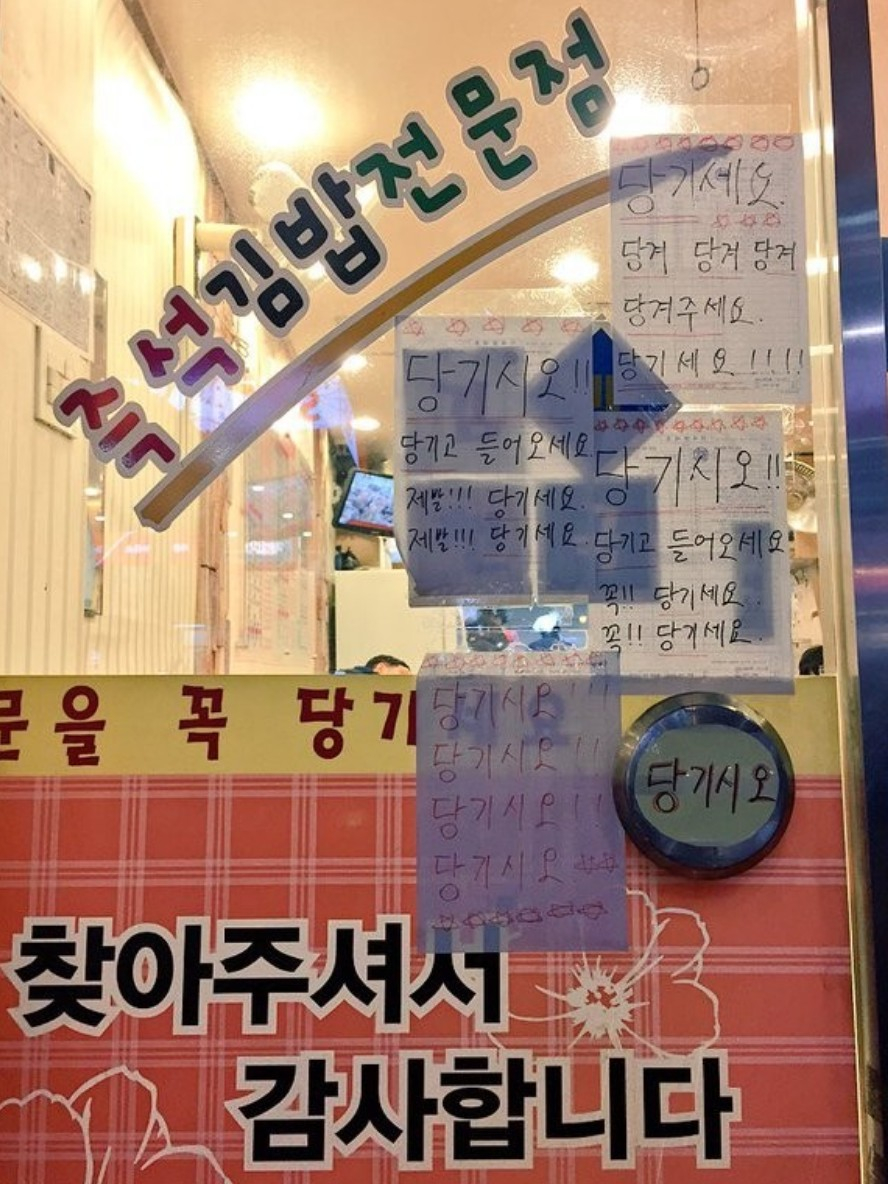 즉석김밥전문점
당기세요.
당겨 당겨 당겨
당겨주세요.
당기세요!!!!
당기시오!!
당기고 들어오세요.
제발!!! 당기세요.
제발!!! 당기세요.
당기시오!!
당기고 들어오세요
꼭!! 당기세요.
꼭!! 당기세요.
당기시오!!!
당기시오!!
당기시오!!
당기시오
당기시오
문을 꼭 당기
찾아주셔서
감사합니다